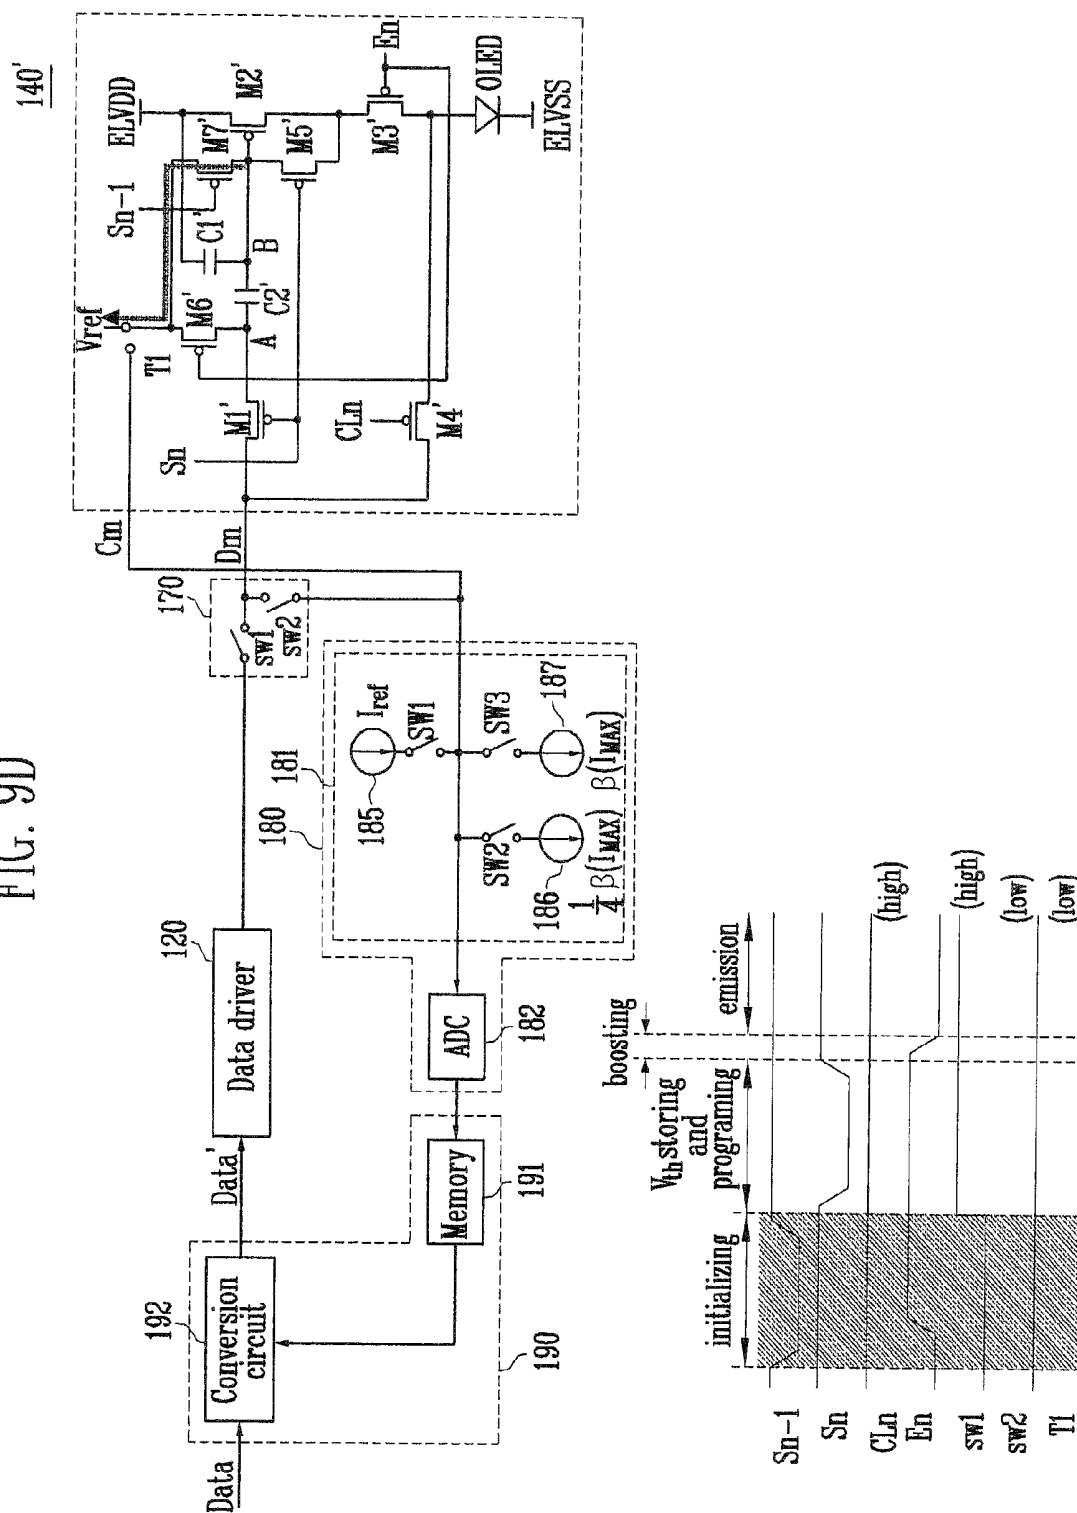 FIG. 9D
140'
ELVDD
Sn-1
M7'
M2'
C1'
Vref
M6'
B
M5'
En
T1
C2'
A
M3'
OLED
Cm
M1'
Sn
CLn
M4'
ELVSS
Dm
170
sw1
sw2
180
181
Iref
185
SW1
SW3
187
SW2
186
1/4 β(IMAX)
β(IMAX)
120
Data driver
ADC
182
Data'
Memory
191
192
Conversion
circuit
190
Data
initializing
Vth storing
and
programing
boosting
emission
Sn-1
Sn
CLn
(high)
En
sw1
(high)
sw2
(low)
T1
(low)